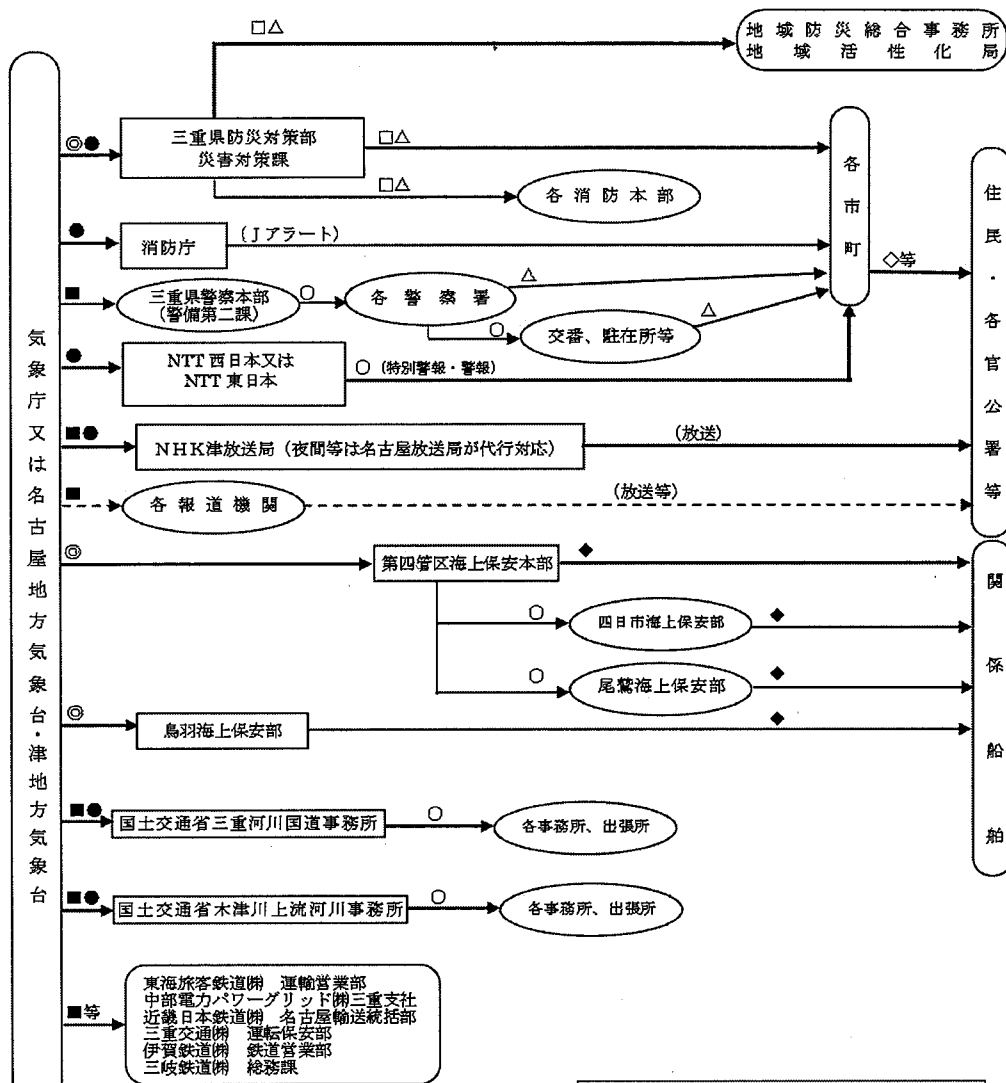 □△
地域防災総合事務所
地域活性化局
◎●
三重県防災対策部
災害対策課
□△
□△
各消防本部
各市町
住民・各官公署等
●
消防庁
(Jアラート)
◇等
■
三重県警察本部
(警備第二課)
○
各警察署
△
○
交番、駐在所等
△
●
NTT西日本又は
NTT東日本
○ (特別警報・警報)
■●
NHK津放送局(夜間等は名古屋放送局が代行対応)
(放送)
■
各報道機関
(放送等)
気象庁又は名古屋地方気象台・津地方気象台
◎
第四管区海上保安本部
◆
関係船舶
○
四日市海上保安部
◆
○
尾鷲海上保安部
◆
◎
鳥羽海上保安部
◆
■●
国土交通省三重河川国道事務所
○
各事務所、出張所
■●
国土交通省木津川上流河川事務所
○
各事務所、出張所
■等
東海旅客鉄道㈱ 運輸営業部
中部電力パワーグリッド㈱三重支社
近畿日本鉄道㈱ 名古屋輸送統括部
三重交通㈱ 運転保安部
伊賀鉄道㈱ 鉄道営業部
三岐鉄道㈱ 総務課